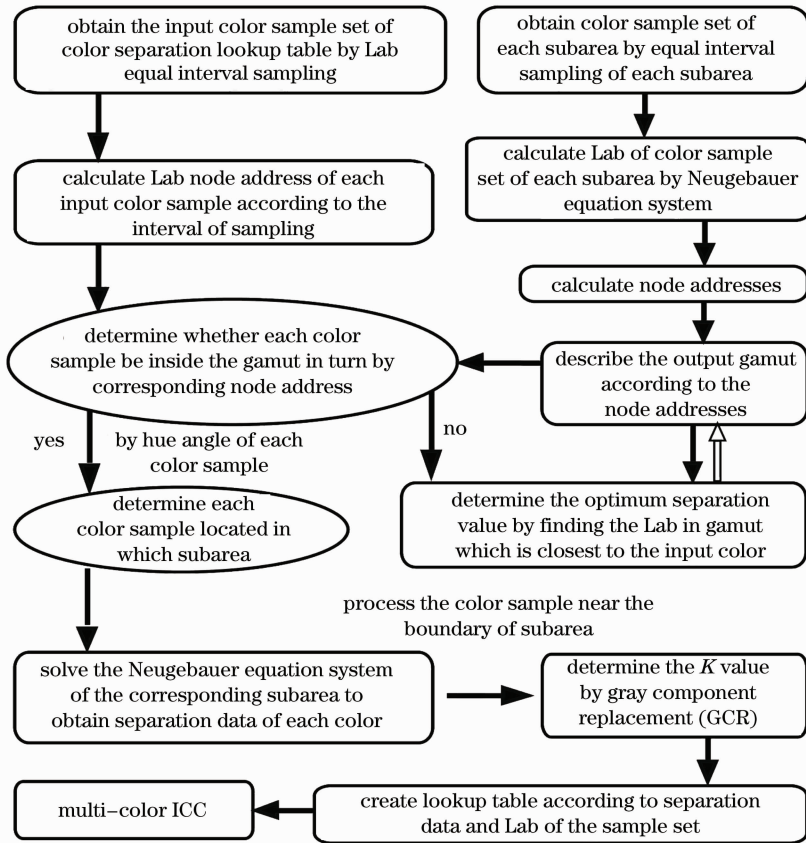 obtain the input color sample set of
color separation lookup table by Lab
equal interval sampling
obtain color sample set of
each subarea by equal interval
sampling of each subarea
calculate Lab node address of each
input color sample according to the
interval of sampling
calculate Lab of color sample
set of each subarea by Neugebauer
equation system
calculate node addresses
determine whether each color
sample be inside the gamut in turn by
corresponding node address
describe the output gamut
according to the
node addresses
yes
by hue angle of each
color sample
no
determine each
color sample located in
which subarea
determine the optimum separation
value by finding the Lab in gamut
which is closest to the input color
process the color sample near the
boundary of subarea
solve the Neugebauer equation system
of the corresponding subarea to
obtain separation data of each color
determine the K value
by gray component
replacement (GCR)
multi-color ICC
create lookup table according to separation
data and Lab of the sample set